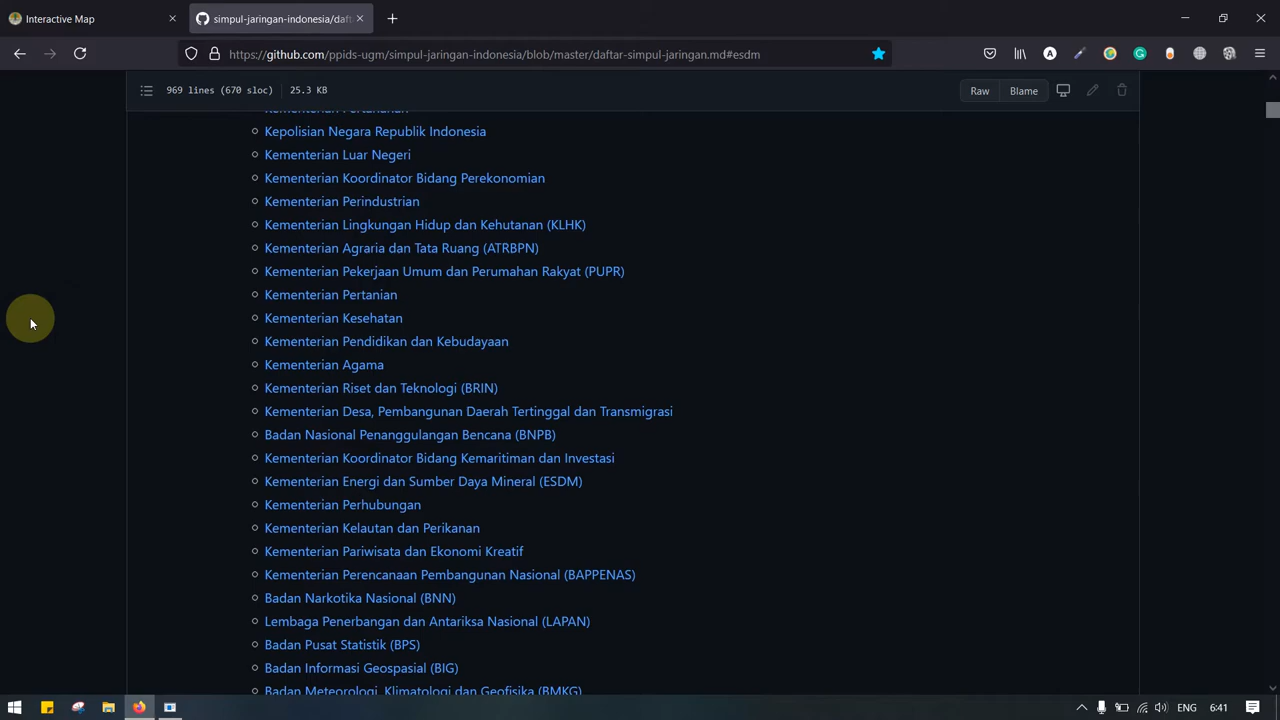 Interactive Map
simpul-jaringan-indonesia/daft
https://github.com/ppids-ugm/simpul-jaringan-indonesia/blob/master/daftar-simpul-jaringan.md#esdm
969 lines (670 sloc) 25.3 KB
Raw Blame
Kementerian Pertahanan
Kepolisian Negara Republik Indonesia
Kementerian Luar Negeri
Kementerian Koordinator Bidang Perekonomian
Kementerian Perindustrian
Kementerian Lingkungan Hidup dan Kehutanan (KLHK)
Kementerian Agraria dan Tata Ruang (ATRBPN)
Kementerian Pekerjaan Umum dan Perumahan Rakyat (PUPR)
Kementerian Pertanian
Kementerian Kesehatan
Kementerian Pendidikan dan Kebudayaan
Kementerian Agama
Kementerian Riset dan Teknologi (BRIN)
Kementerian Desa, Pembangunan Daerah Tertinggal dan Transmigrasi
Badan Nasional Penanggulangan Bencana (BNPB)
Kementerian Koordinator Bidang Kemaritiman dan Investasi
Kementerian Energi dan Sumber Daya Mineral (ESDM)
Kementerian Perhubungan
Kementerian Kelautan dan Perikanan
Kementerian Pariwisata dan Ekonomi Kreatif
Kementerian Perencanaan Pembangunan Nasional (BAPPENAS)
Badan Narkotika Nasional (BNN)
Lembaga Penerbangan dan Antariksa Nasional (LAPAN)
Badan Pusat Statistik (BPS)
Badan Informasi Geospasial (BIG)
Badan Meteorologi, Klimatologi dan Geofisika (BMKG)
ENG 6:41